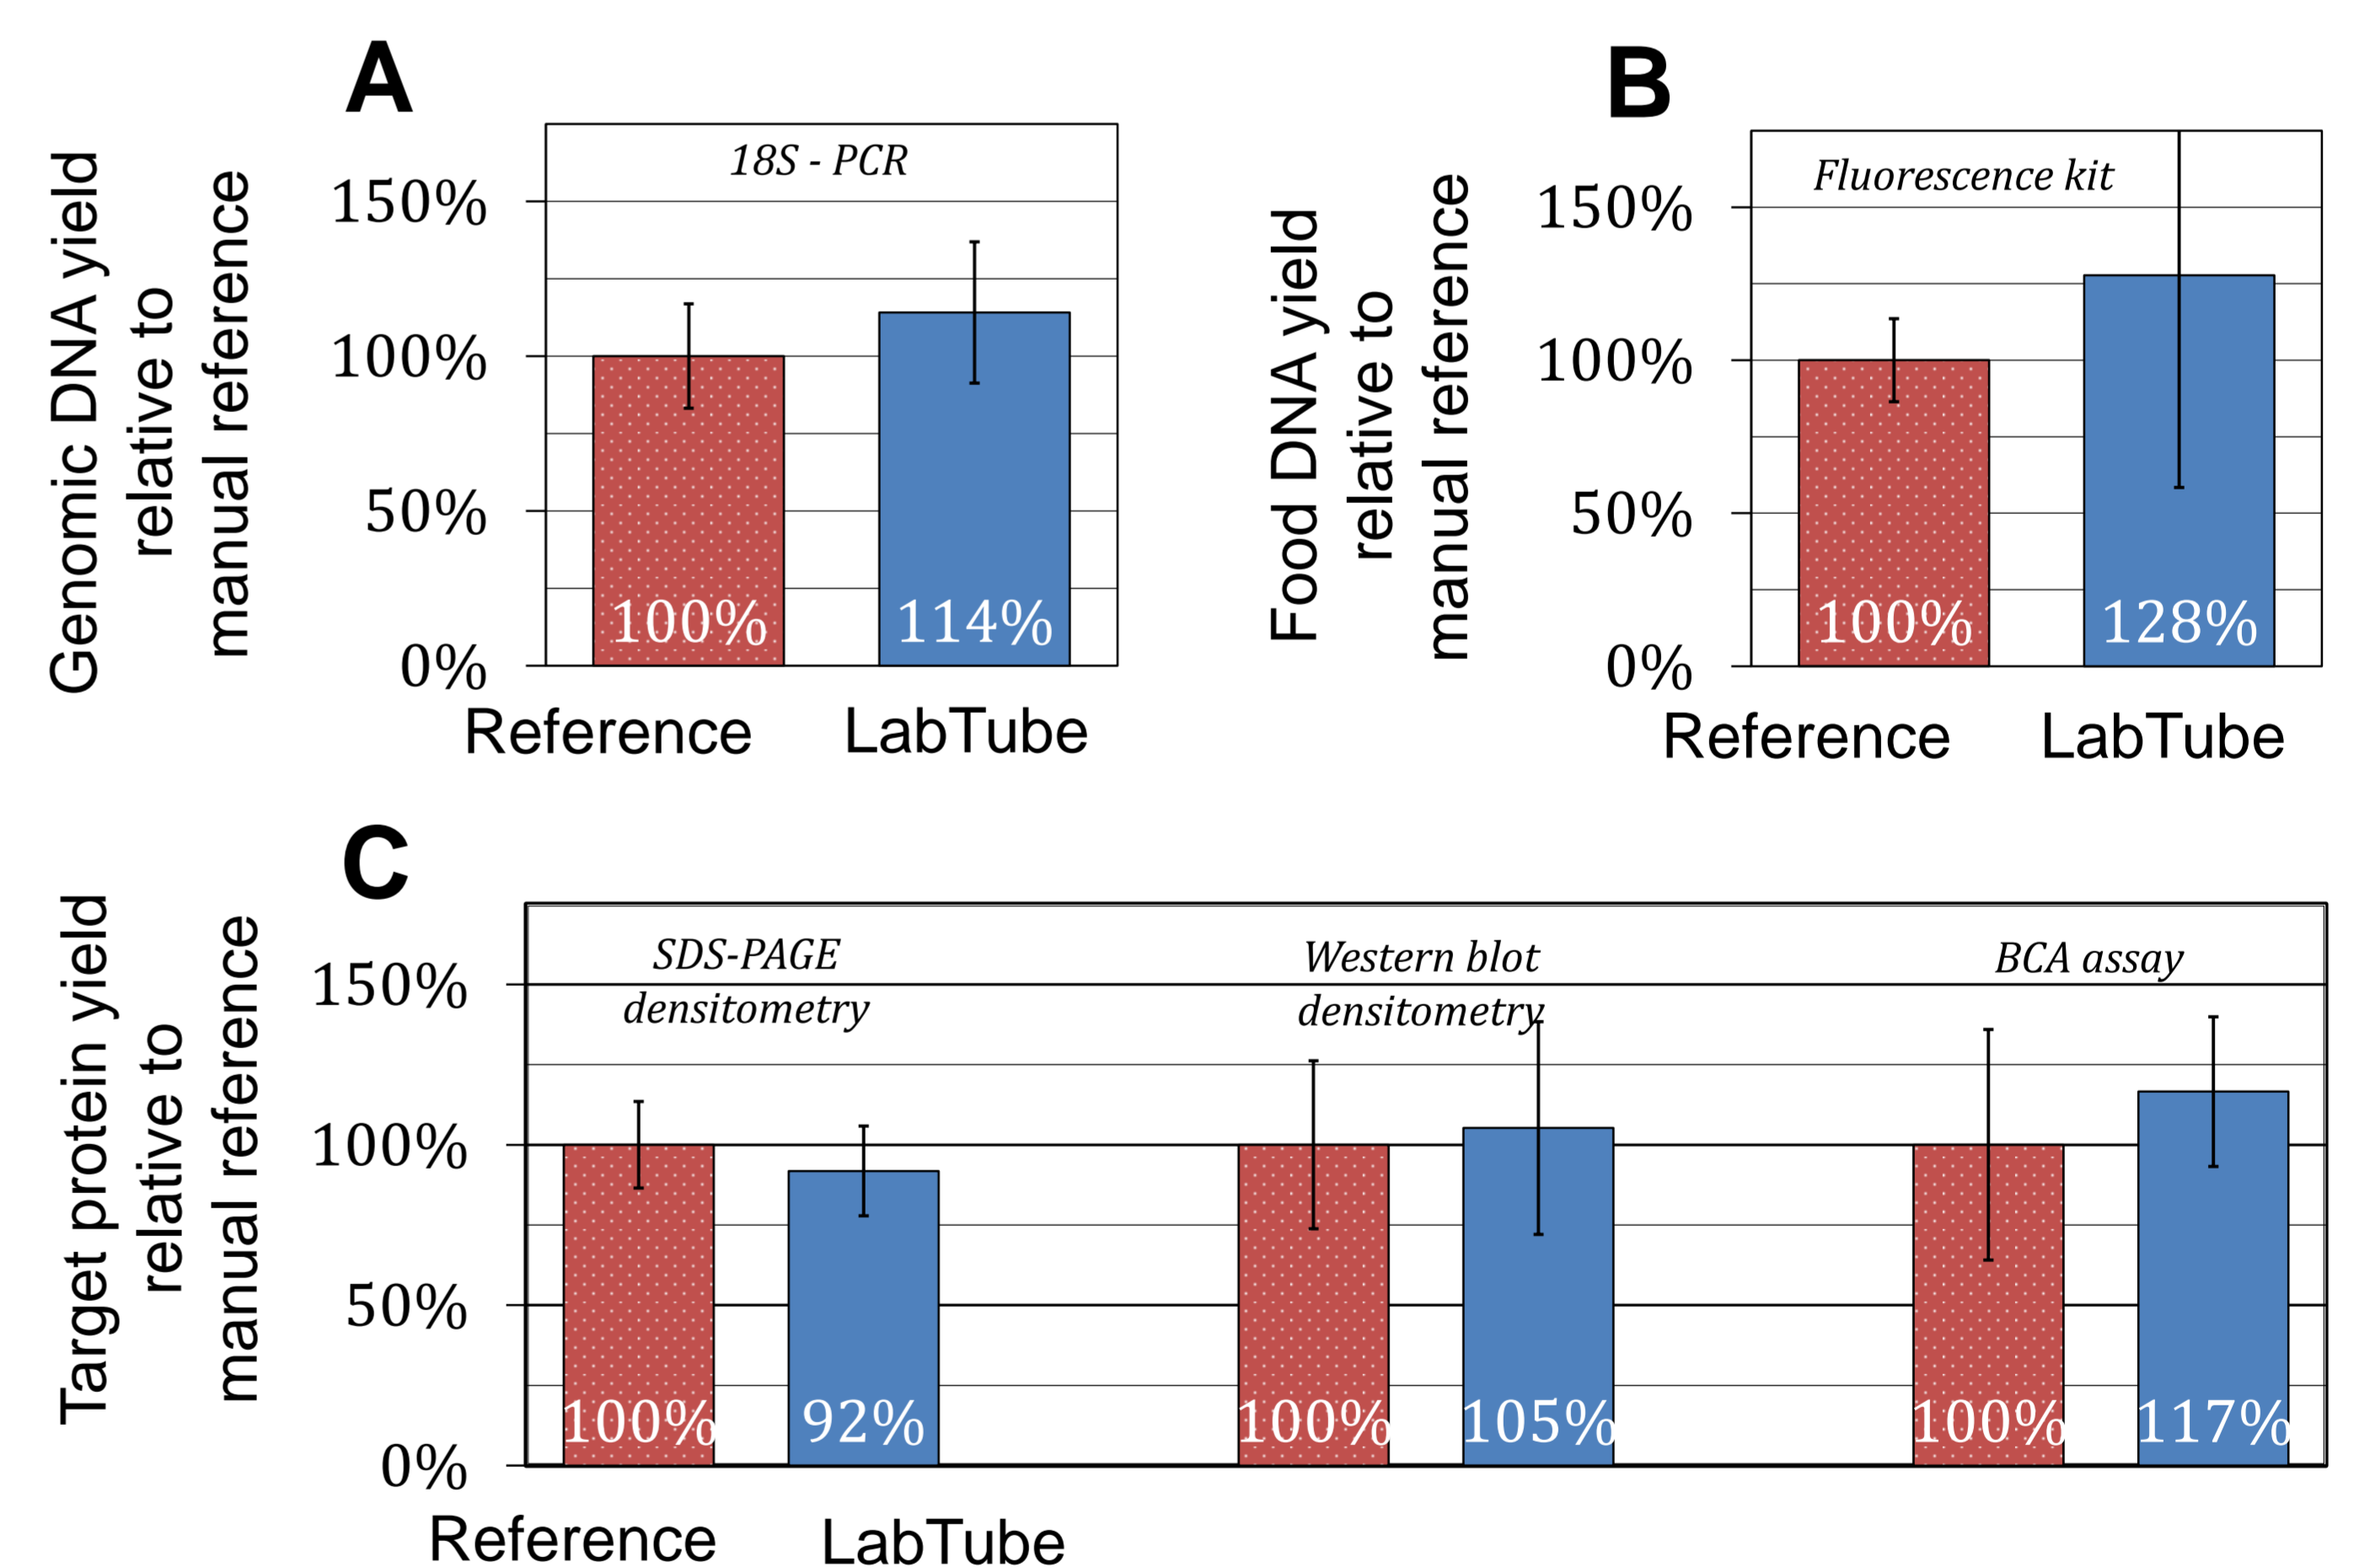 A
Genomic DNA yield
relative to
manual reference
18S - PCR
150%
100%
50%
0%
100%
114%
Reference
LabTube
B
Food DNA yield
relative to
manual reference
Fluorescence kit
150%
100%
50%
0%
100%
128%
Reference
LabTube
C
Target protein yield
relative to
manual reference
SDS-PAGE
densitometry
Western blot
densitometry
BCA assay
150%
100%
50%
0%
100%
92%
100%
105%
100%
117%
Reference
LabTube